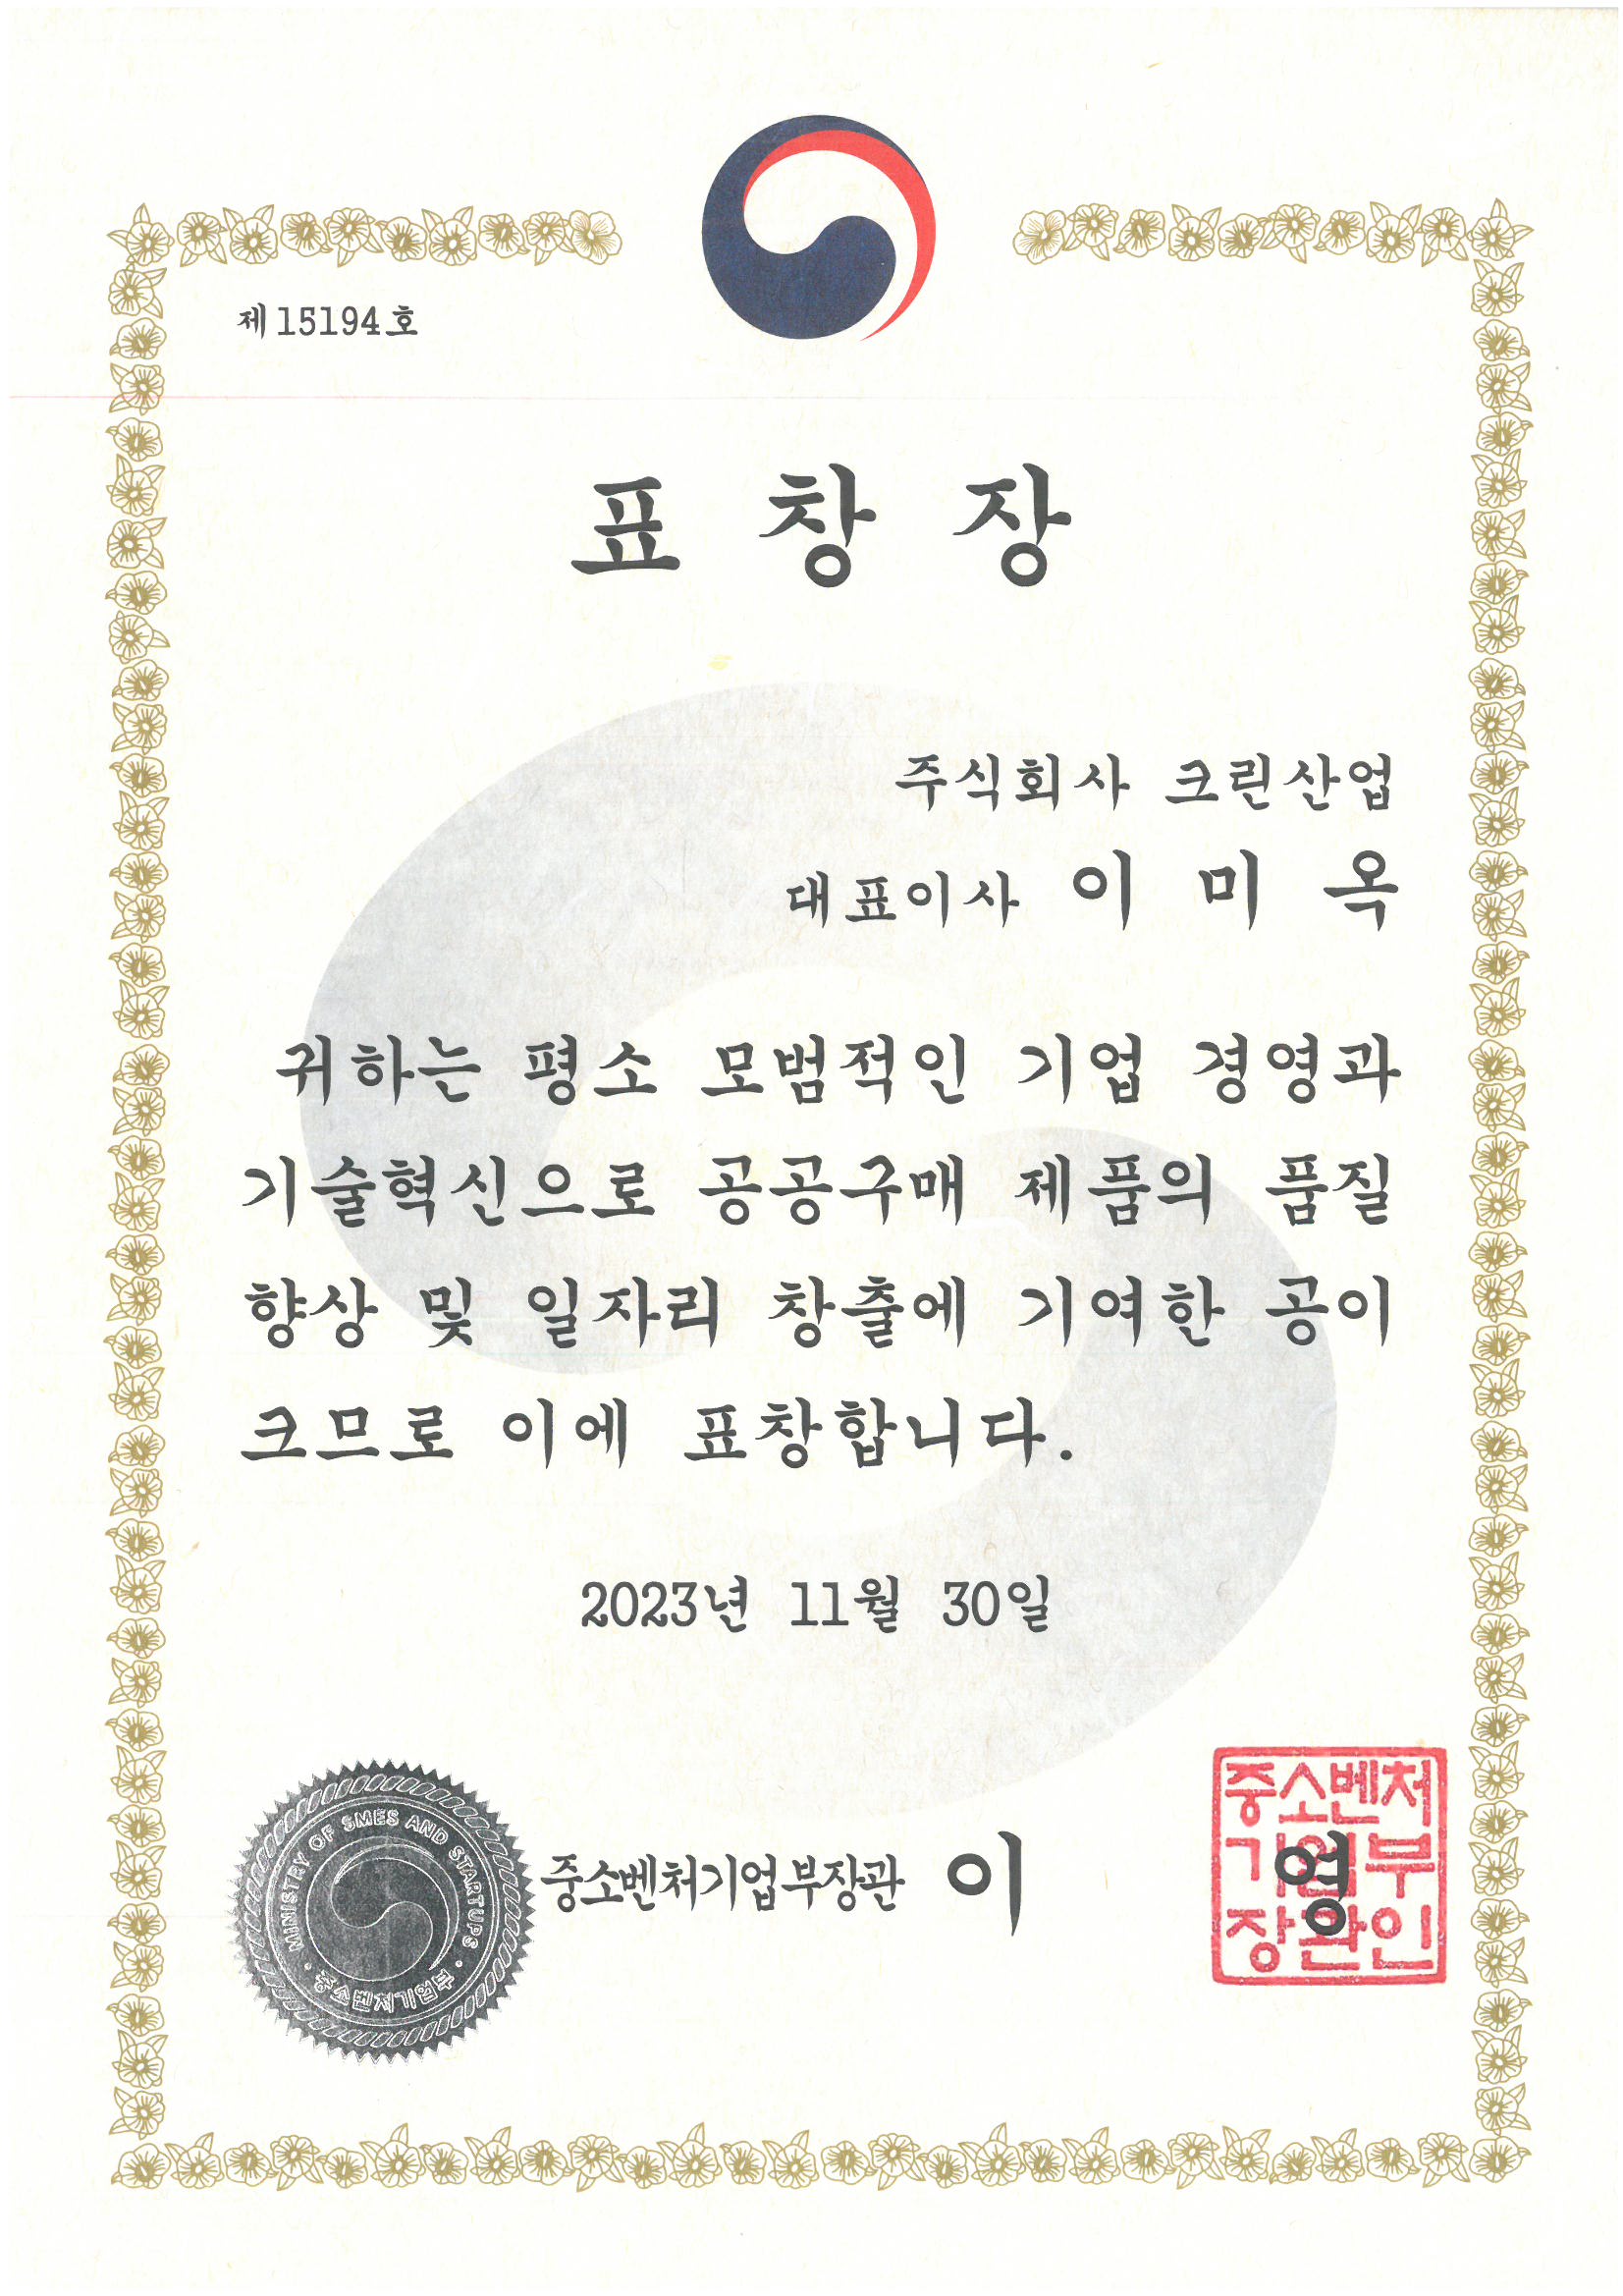 제15194호
표 창 장
주식회사 크린산업
대표이사 이 미 옥
귀하는 평소 모범적인 기업 경영과
기술혁신으로 공공구매 제품의 품질
향상 및 일자리 창출에 기여한 공이
크므로 이에 표창합니다.
2023년 11월 30일
MINISTRY OF SMES AND STARTUPS
중소벤처기업부
중소벤처기업부장관 이 영
중소벤처
기업부
장관인